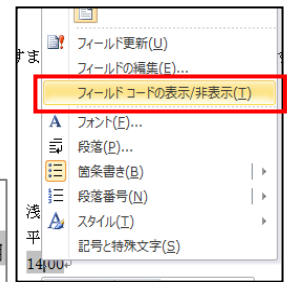 すま
フィールド更新(U)
フィールドの編集(E)...
フィールド コードの表示/非表示(T)
A フォント(F)...
段落(P)...
箇条書き(B)
段落番号(N)
浅
スタイル(T)
平
記号と特殊文字(S)
1400